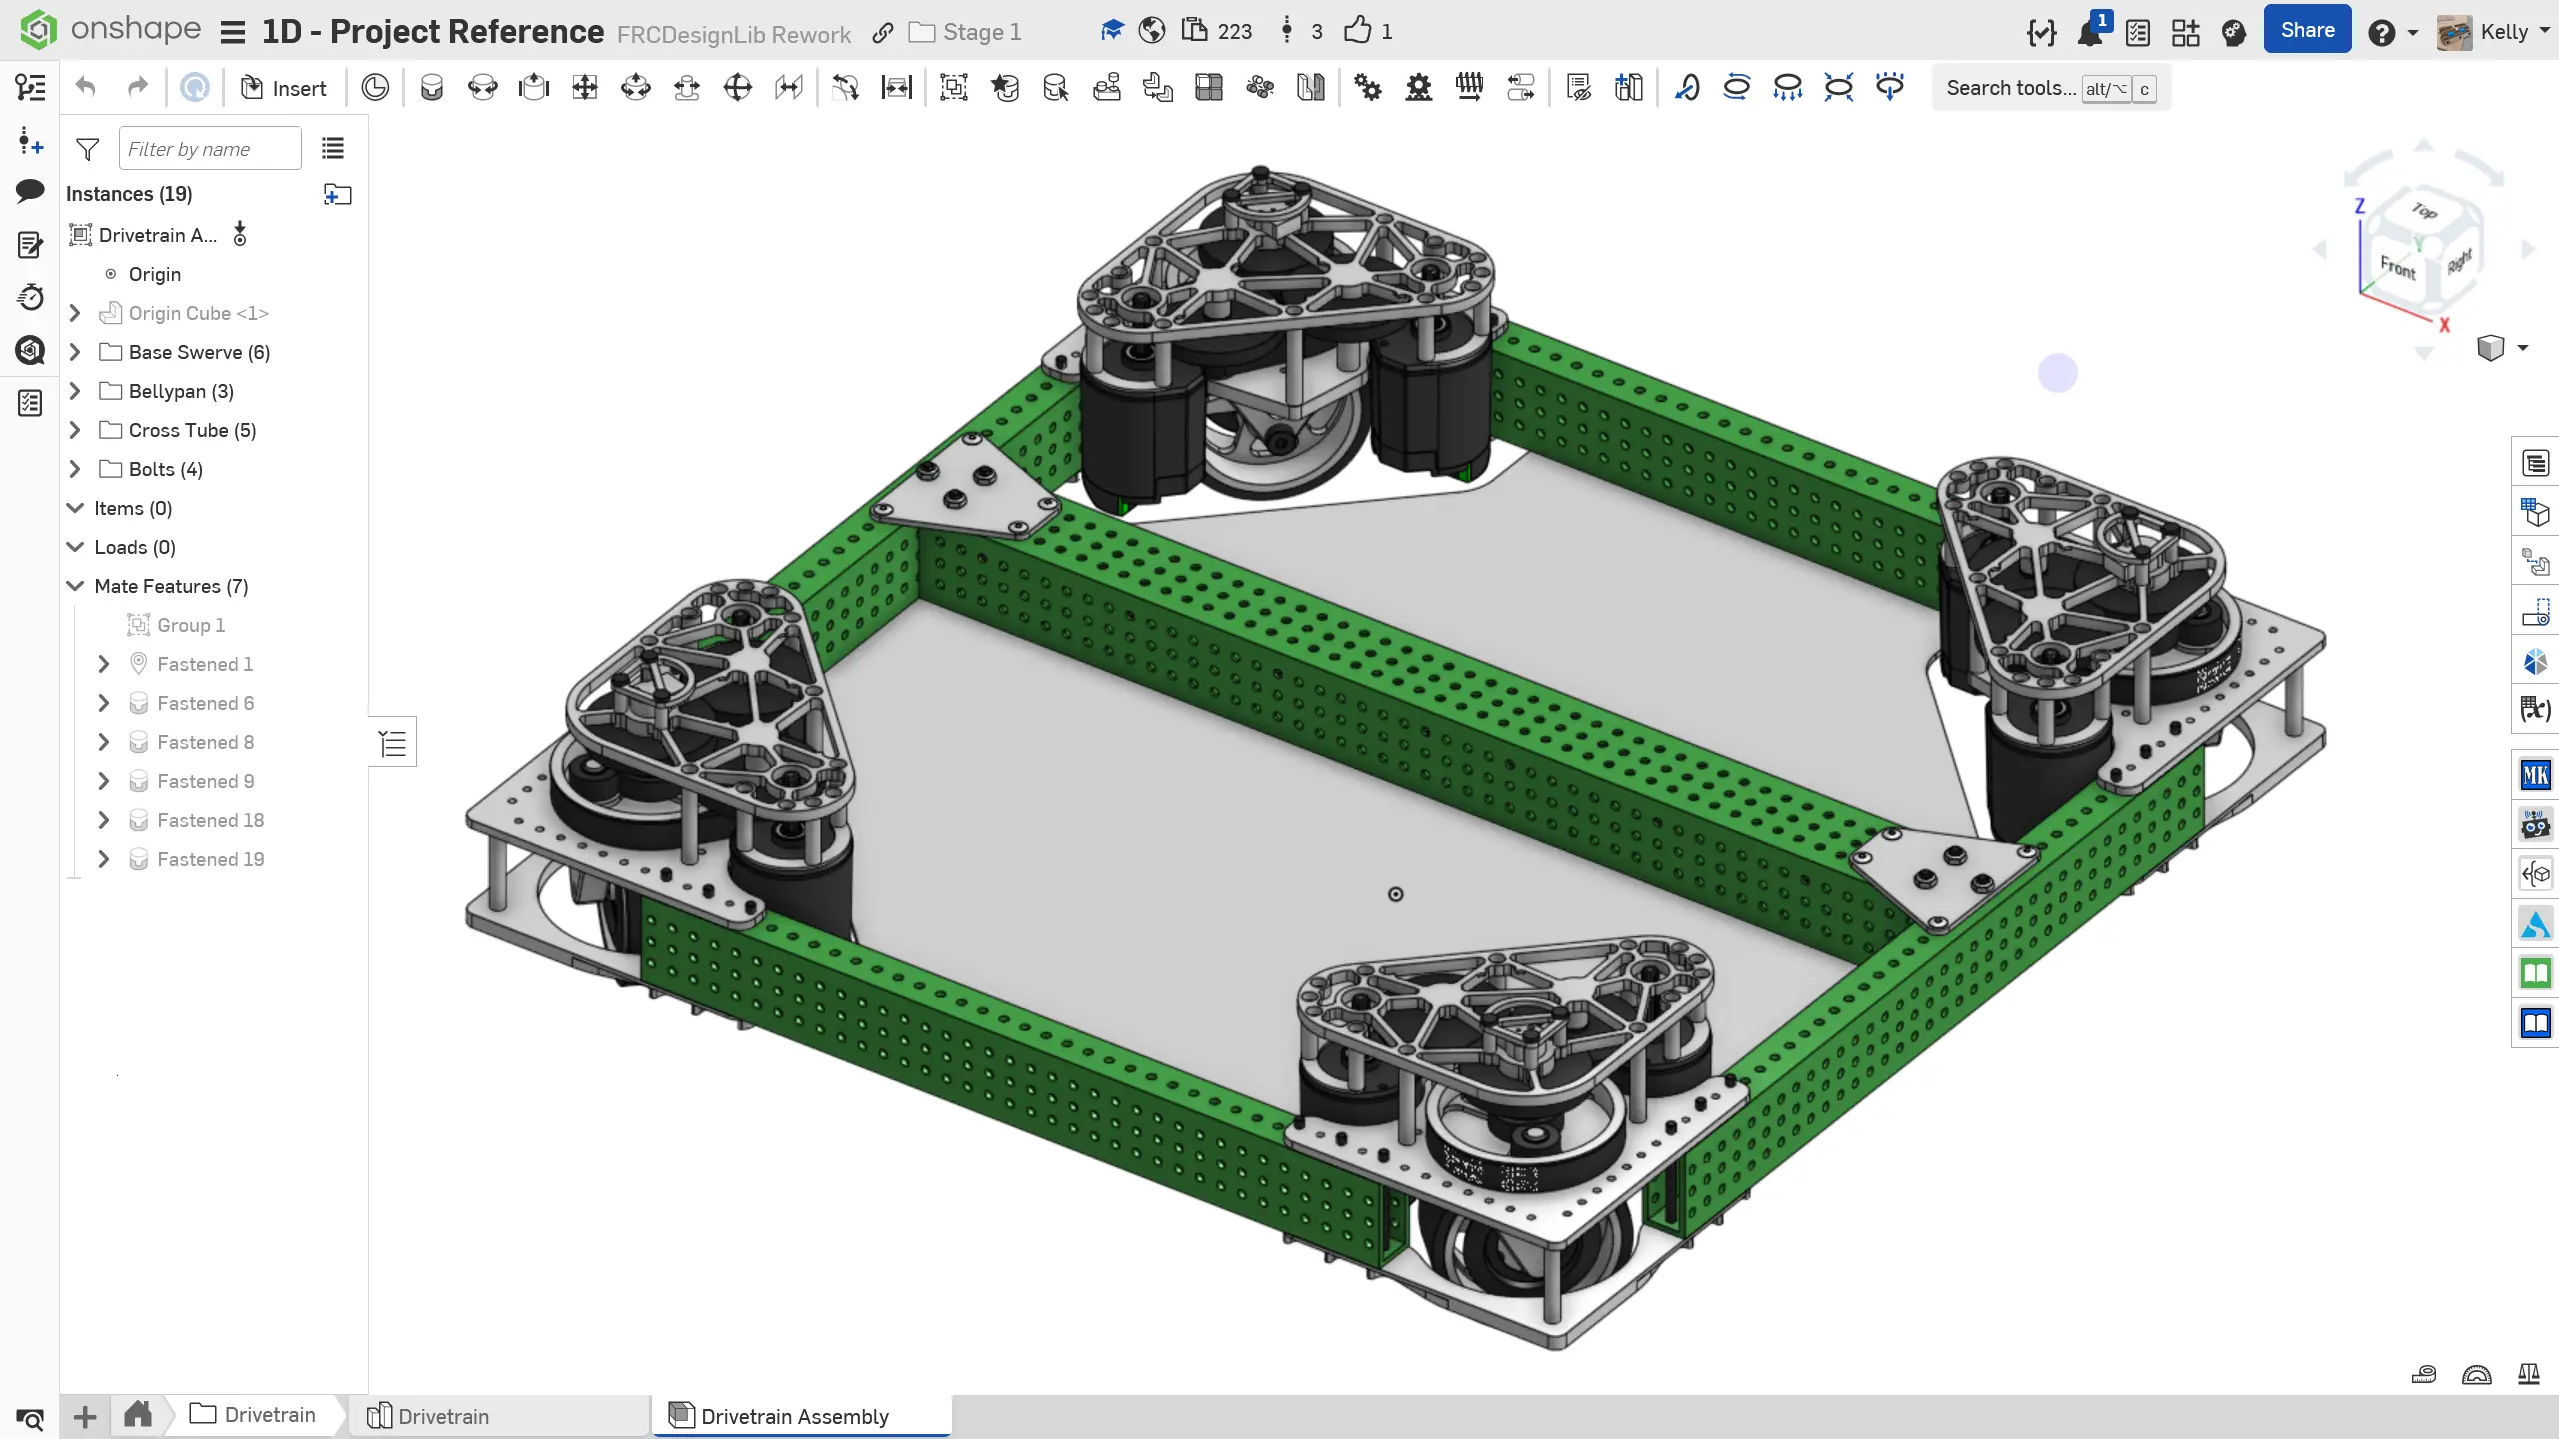 onshape 1D - Project Reference FRCDesignLib Rework Stage 1 223 3 1 1 Share Kelly
Insert Search tools... alt/⌥ c
Filter by name
Instances (19)
Drivetrain A...
Origin
Origin Cube <1>
Base Swerve (6)
Bellypan (3)
Cross Tube (5)
Bolts (4)
Items (0)
Loads (0)
Mate Features (7)
Group 1
Fastened 1
Fastened 6
Fastened 8
Fastened 9
Fastened 18
Fastened 19
Z
Top
Y
Front
Right
X
(x)
MK
Drivetrain Drivetrain Drivetrain Assembly